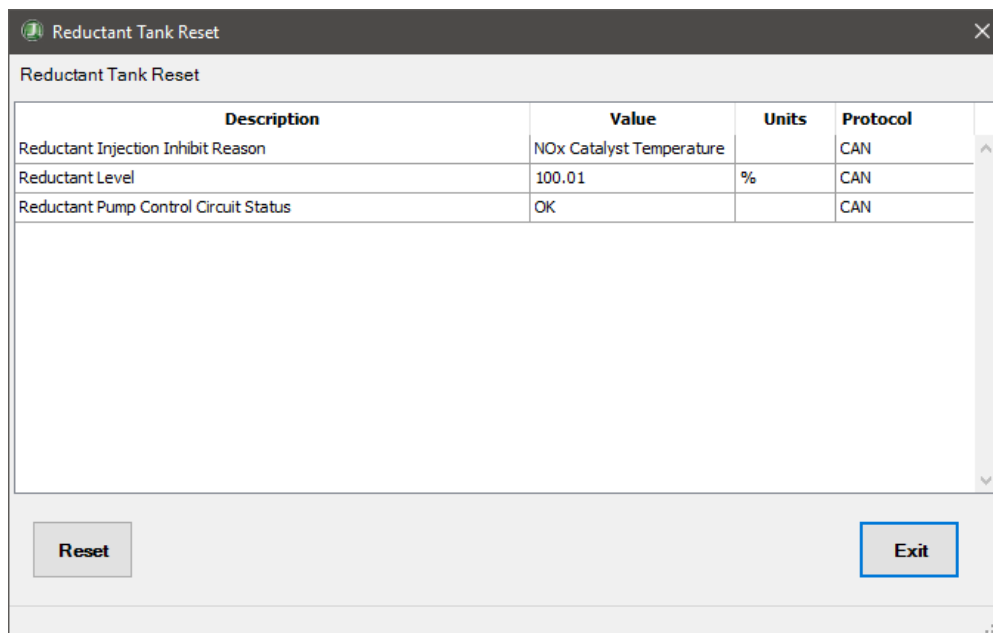 Reductant Tank Reset
Reductant Tank Reset
Description Value Units Protocol
Reductant Injection Inhibit Reason NOx Catalyst Temperature CAN
Reductant Level 100.01 % CAN
Reductant Pump Control Circuit Status OK CAN
Reset Exit